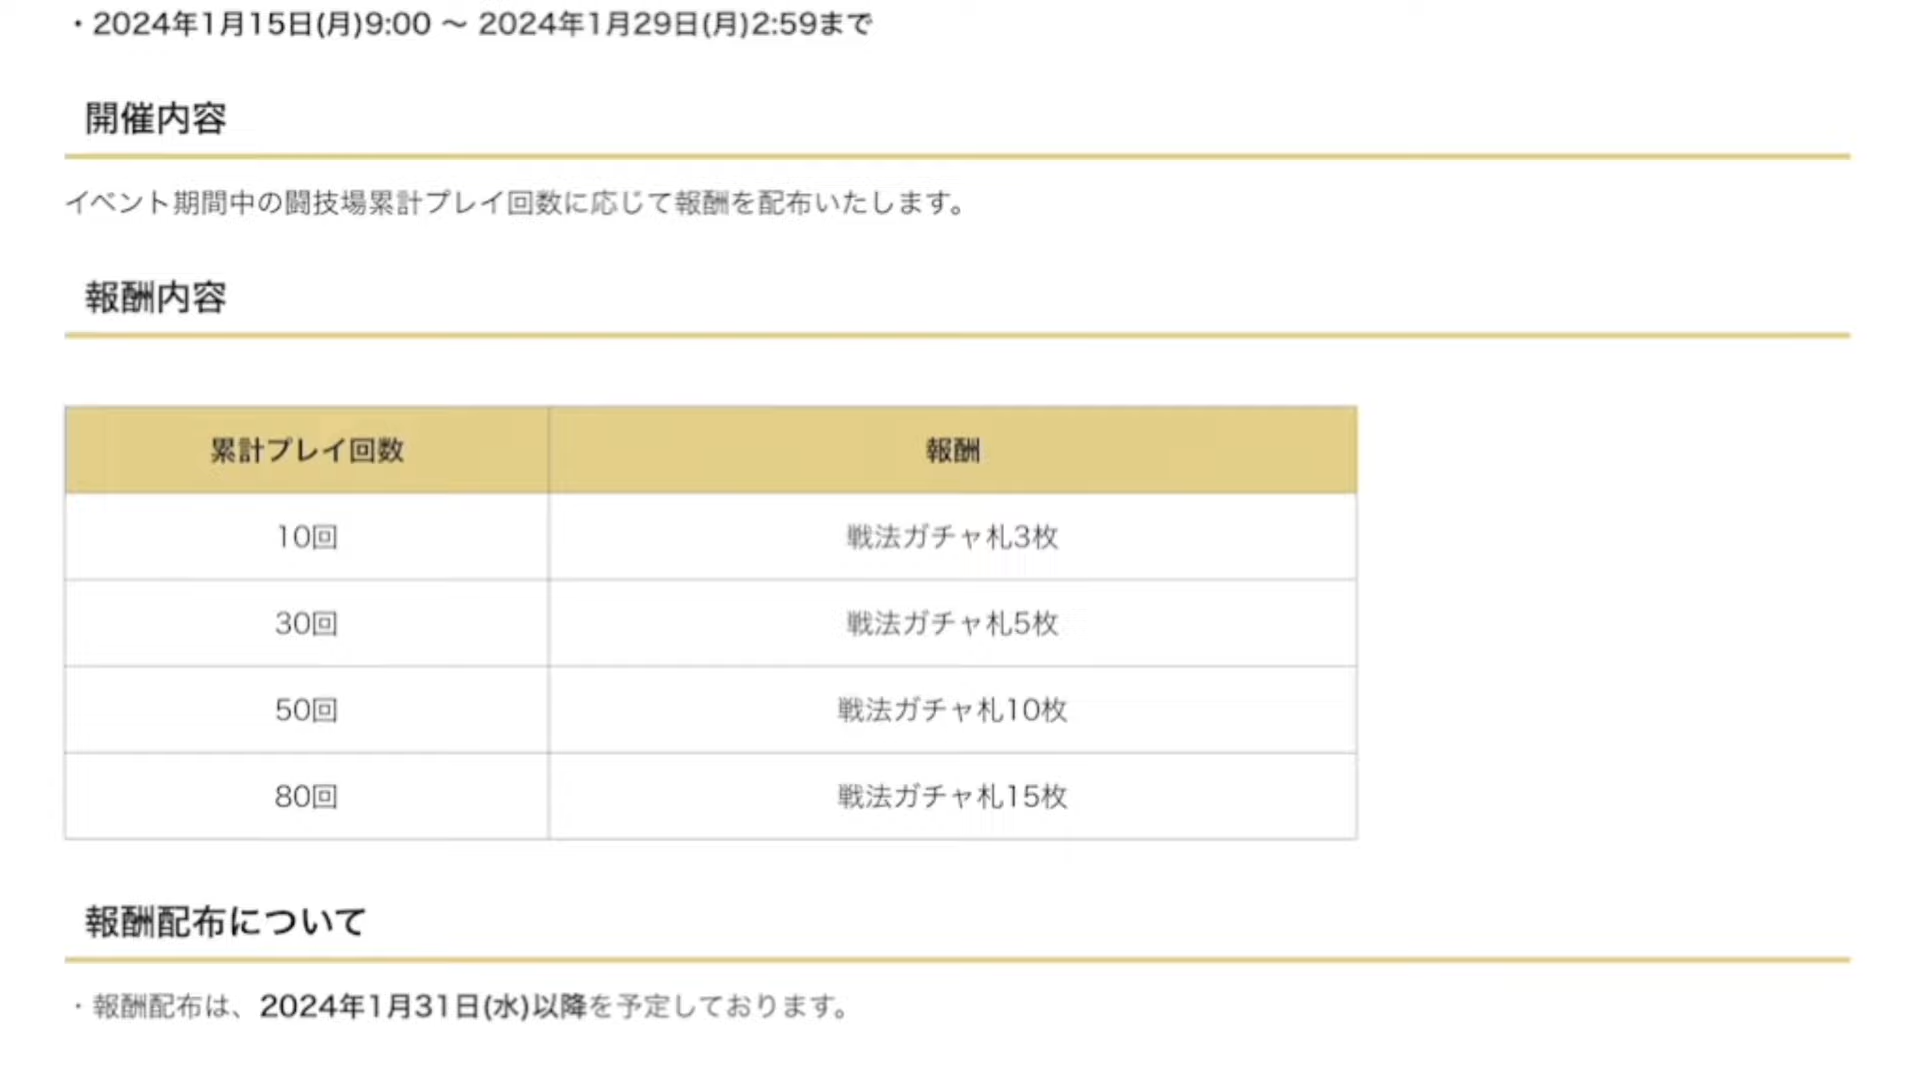 ・2024年1月15日(月)9:00 〜 2024年1月29日(月)2:59まで
開催内容
イベント期間中の闘技場累計プレイ回数に応じて報酬を配布いたします。
報酬内容
累計プレイ回数 報酬
10回 戦法ガチャ札3枚
30回 戦法ガチャ札5枚
50回 戦法ガチャ札10枚
80回 戦法ガチャ札15枚
報酬配布について
・報酬配布は、2024年1月31日(水)以降を予定しております。